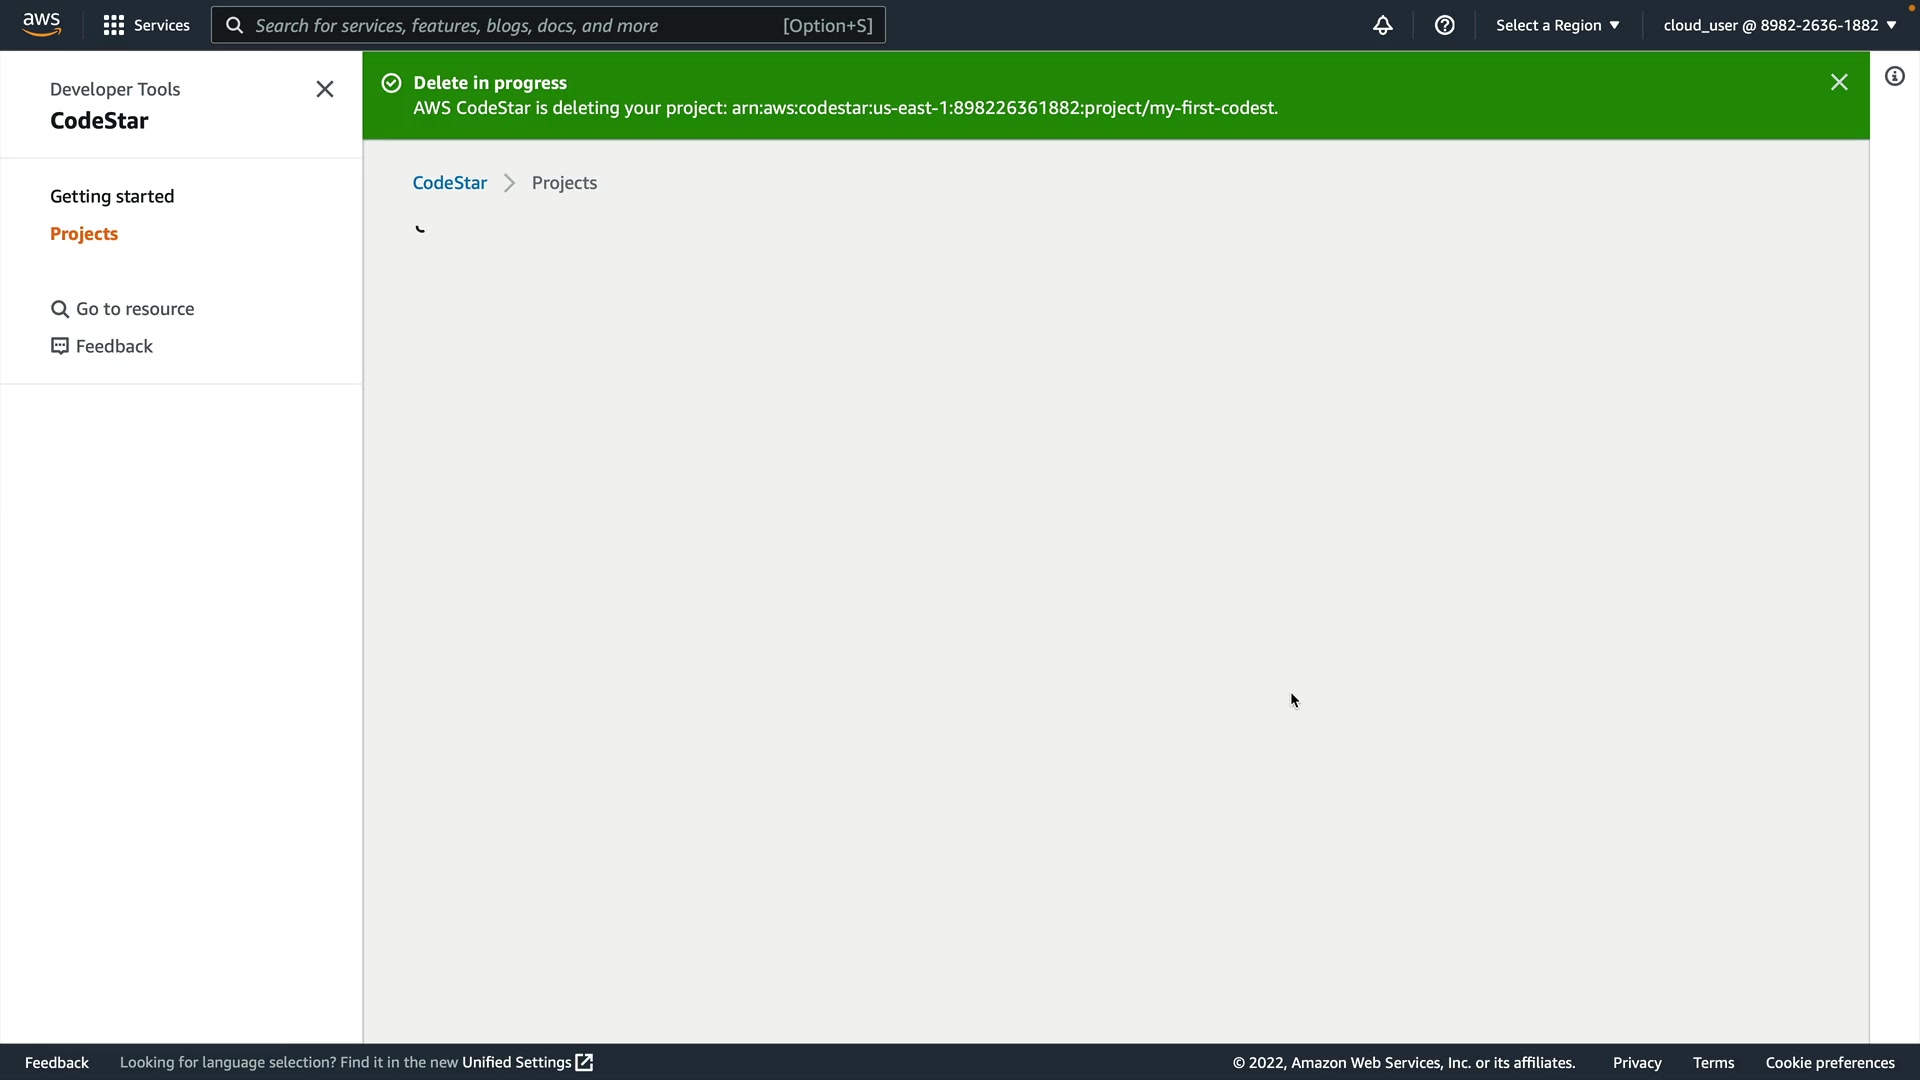 aws
Services
Search for services, features, blogs, docs, and more [Option+S]
Select a Region
cloud_user @ 8982-2636-1882
Developer Tools
CodeStar
Getting started
Projects
Go to resource
Feedback
Delete in progress
AWS CodeStar is deleting your project: arn:aws:codestar:us-east-1:898226361882:project/my-first-codest.
CodeStar
Projects
Feedback
Looking for language selection? Find it in the new Unified Settings
© 2022, Amazon Web Services, Inc. or its affiliates.
Privacy
Terms
Cookie preferences